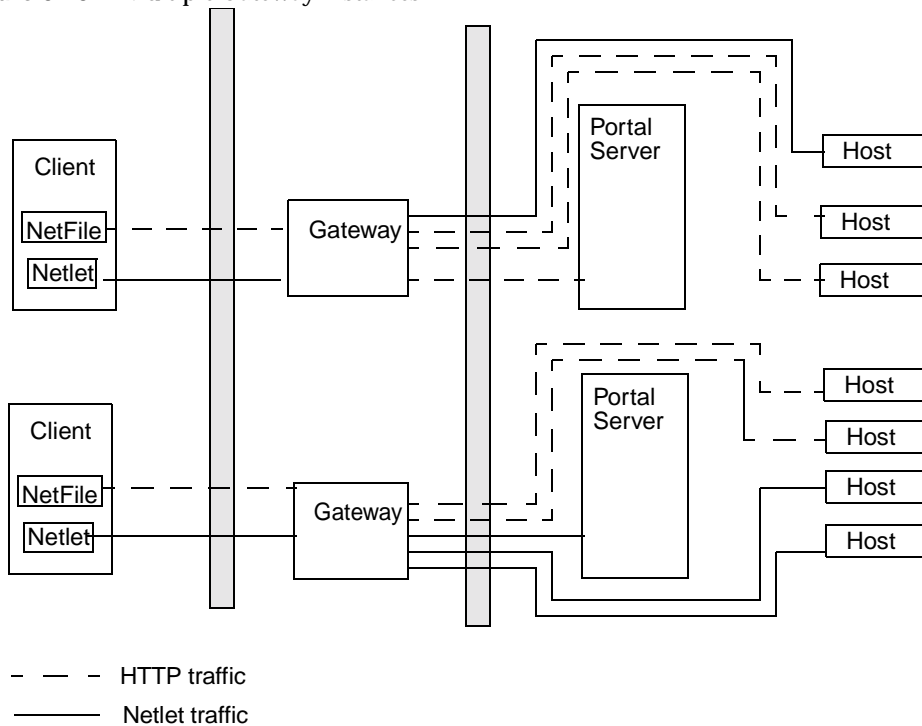 Portal
Server
Host
Client
Host
NetFile
Gateway
Netlet
Host
Host
Portal
Server
Client
Host
Host
NetFile
Gateway
Netlet
Host
HTTP traffic
Netlet traffic